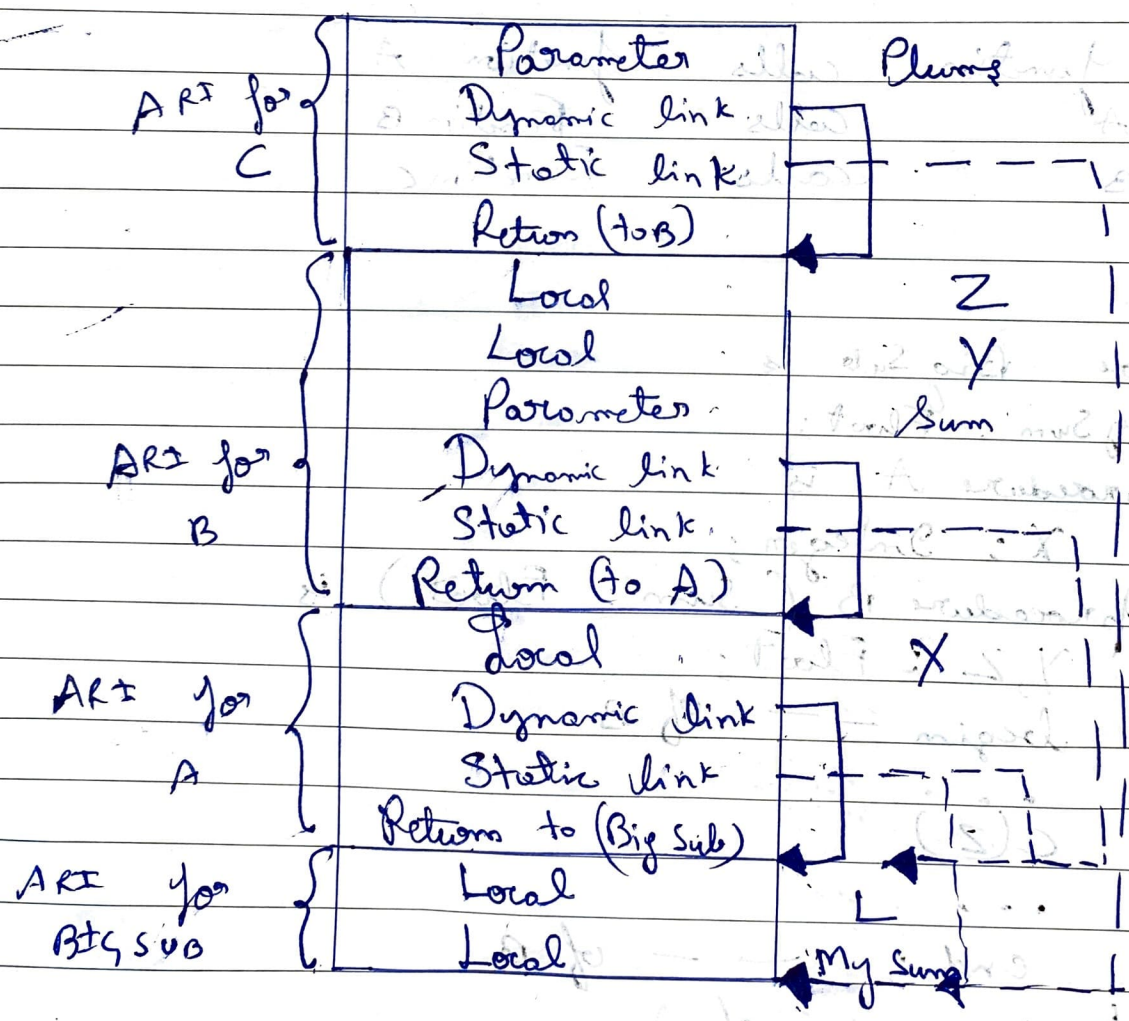 Parameter Plums
ARI for C
Dynamic link
Static link
Return (to B)
Local Z
Local Y
Parameter Sum
ARI for B
Dynamic link
Static link
Return (to A)
Local X
ARI for A
Dynamic link
Static link
Return to (Big Sub)
ARI for BIGSUB
Local L
Local My Sum